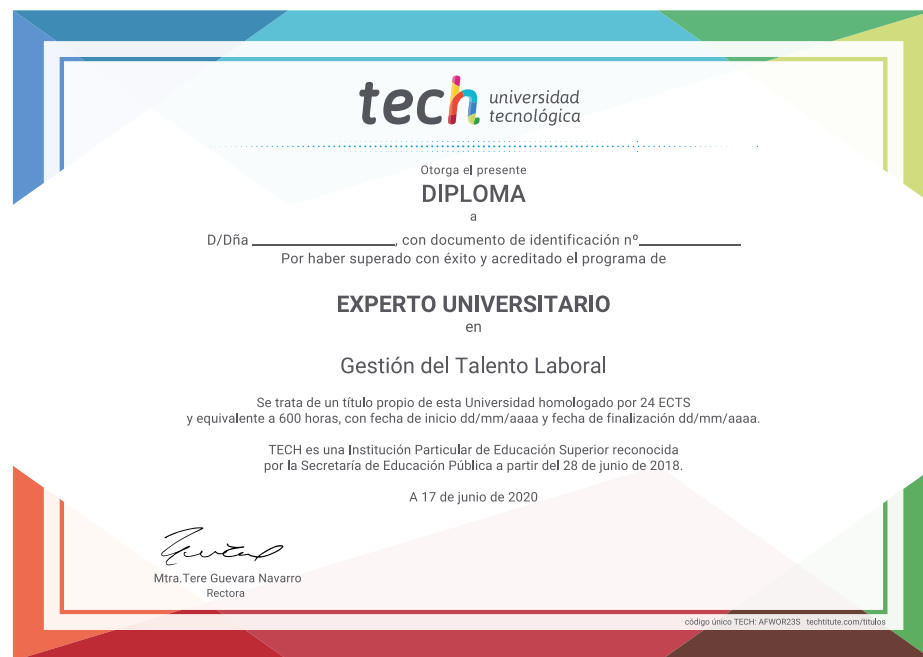 tech universidad
tecnológica
Otorga el presente
DIPLOMA
a
D/Dña ____________________, con documento de identificación nº______________
Por haber superado con éxito y acreditado el programa de
EXPERTO UNIVERSITARIO
en
Gestión del Talento Laboral
Se trata de un título propio de esta Universidad homologado por 24 ECTS
y equivalente a 600 horas, con fecha de inicio dd/mm/aaaa y fecha de finalización dd/mm/aaaa.
TECH es una Institución Particular de Educación Superior reconocida
por la Secretaría de Educación Pública a partir del 28 de junio de 2018.
A 17 de junio de 2020
Mtra.Tere Guevara Navarro
Rectora
código único TECH: AFWOR23S techtitute.com/titulos